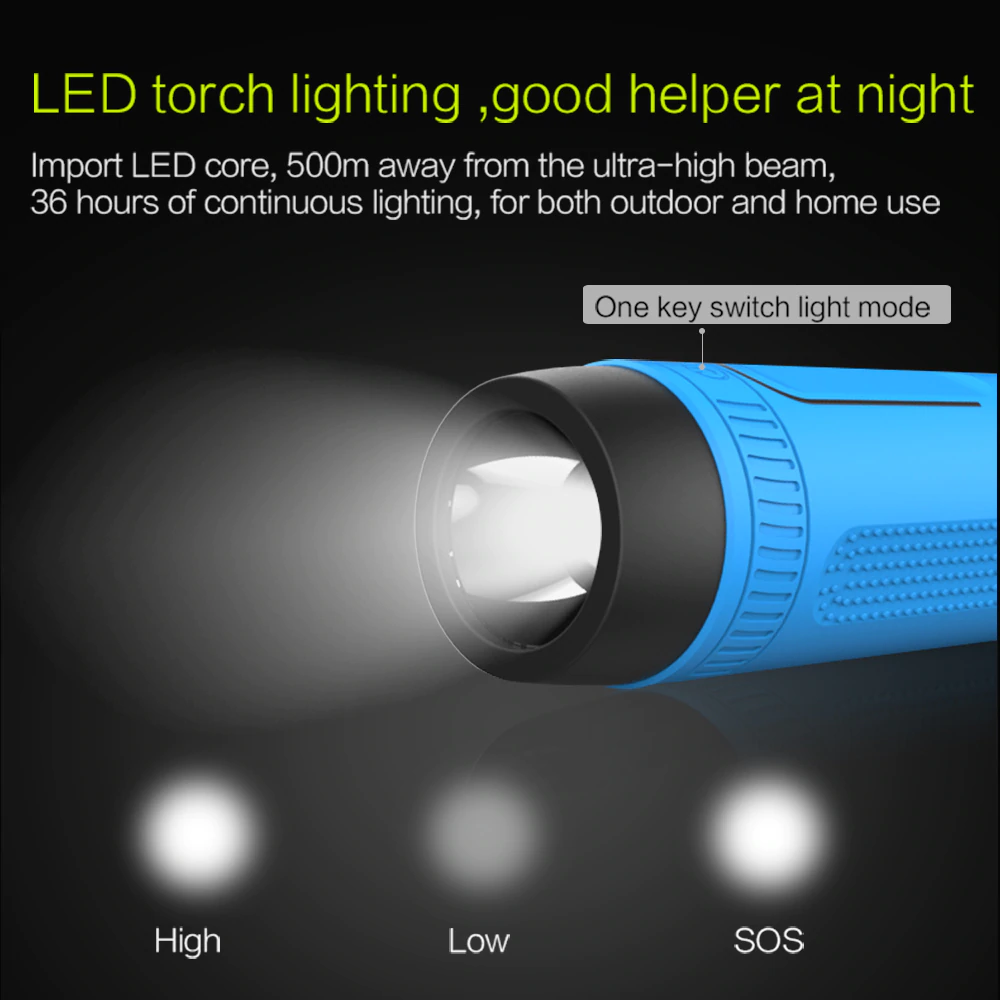 LED torch lighting ,good helper at night
Import LED core, 500m away from the ultra-high beam,
36 hours of continuous lighting, for both outdoor and home use
One key switch light mode
High
Low
SOS